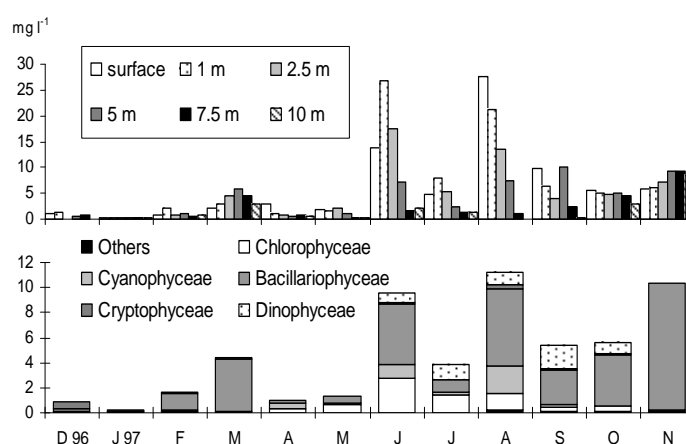 mg l-1
30
25
20
15
10
5
0
surface 1 m 2.5 m
5 m 7.5 m 10 m
12
10
8
6
4
2
0
Others Chlorophyceae
Cyanophyceae Bacillariophyceae
Cryptophyceae Dinophyceae
D 96 J 97 F M A M J J A S O N